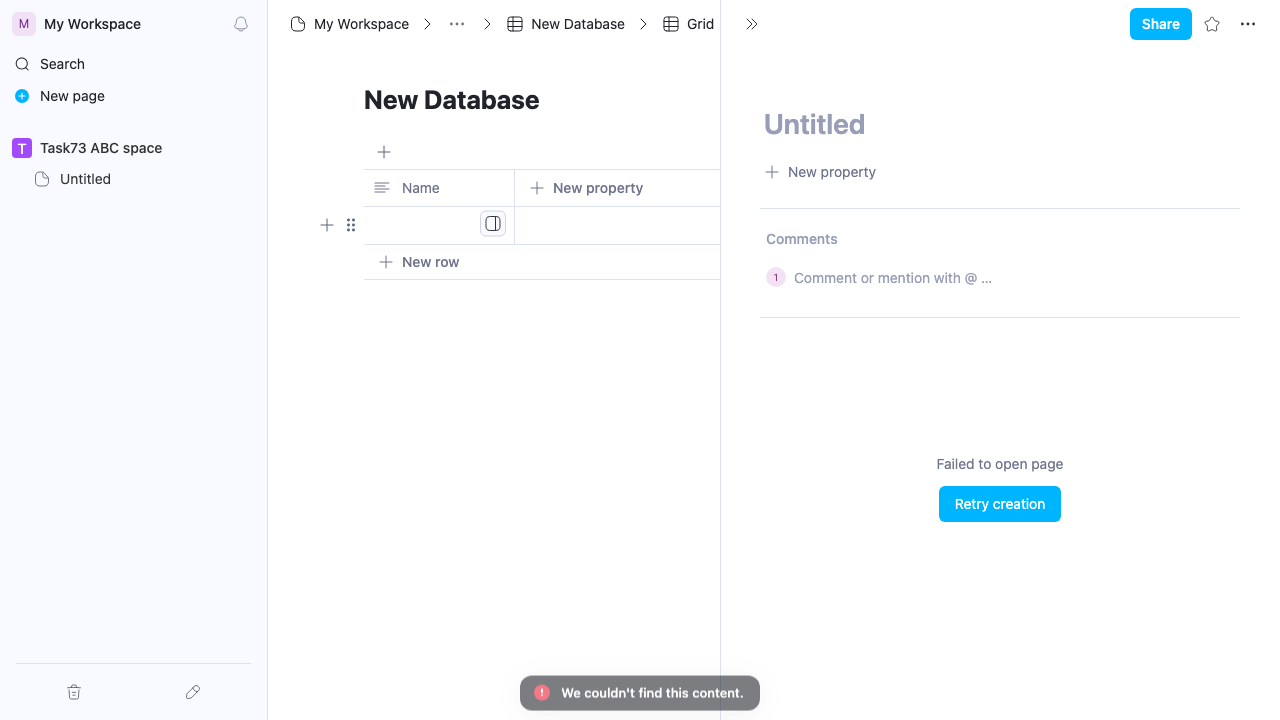 M My Workspace
Search
New page
T Task73 ABC space
Untitled
My Workspace
New Database
Grid
Share
New Database
Name
New property
New row
Untitled
New property
Comments
1 Comment or mention with @ ...
Failed to open page
Retry creation
We couldn't find this content.